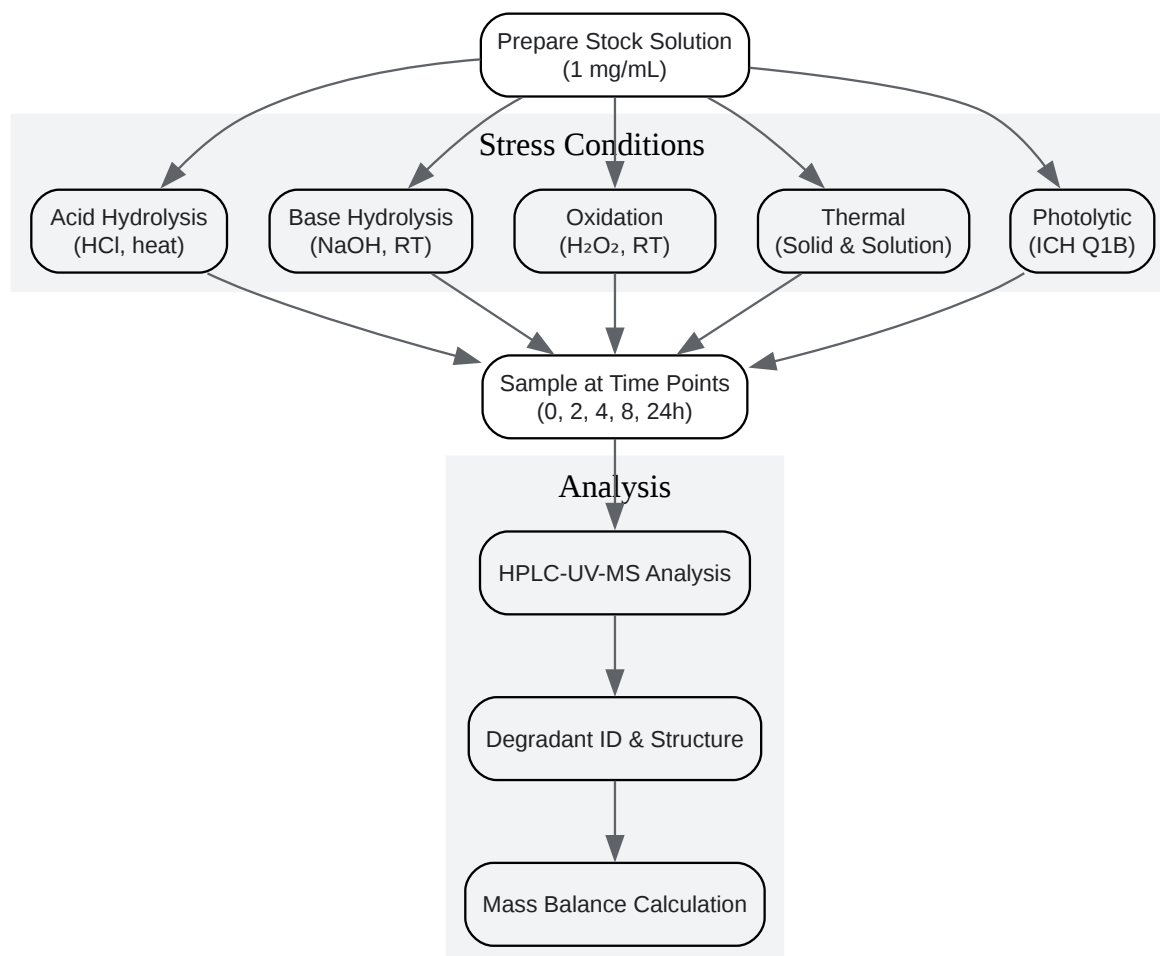 Prepare Stock Solution
(1 mg/mL)
Stress Conditions
Acid Hydrolysis
(HCl, heat)
Base Hydrolysis
(NaOH, RT)
Oxidation
(H₂O₂, RT)
Thermal
(Solid & Solution)
Photolytic
(ICH Q1B)
Sample at Time Points
(0, 2, 4, 8, 24h)
Analysis
HPLC-UV-MS Analysis
Degradant ID & Structure
Mass Balance Calculation